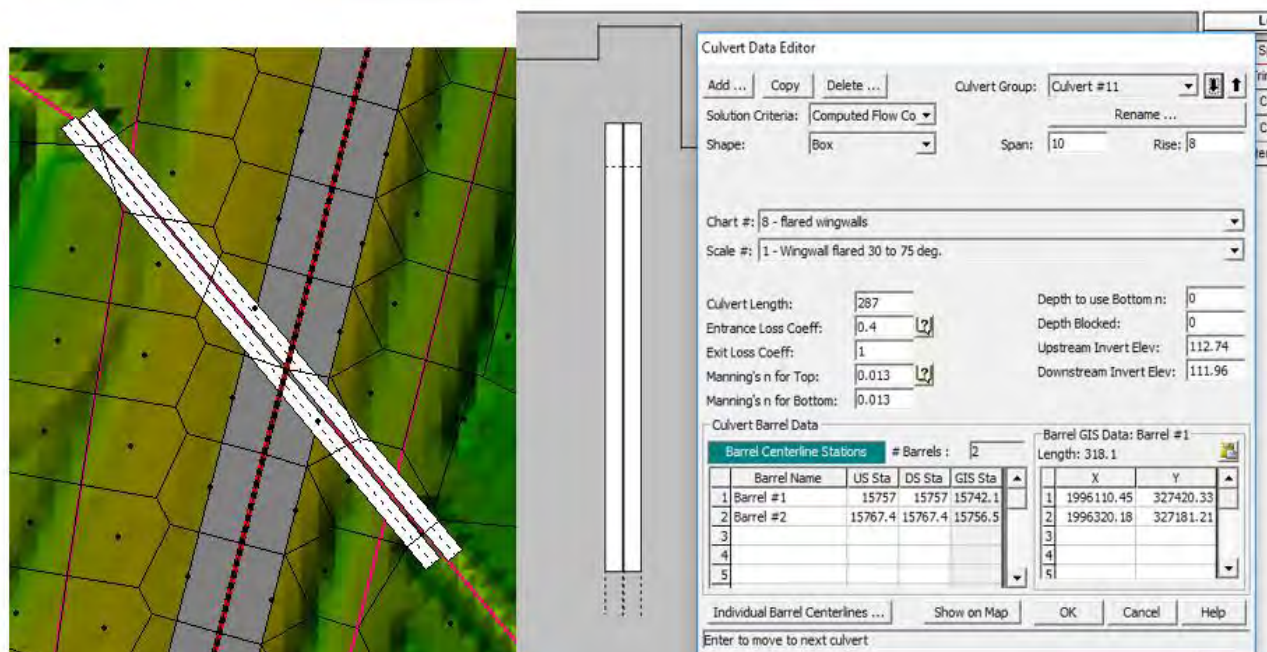 Culvert Data Editor
Add ... Copy Delete ... Culvert Group: Culvert #11
Solution Criteria: Computed Flow Co Rename ...
Shape: Box Span: 10 Rise: 8
Chart #: 8 - flared wingwalls
Scale #: 1 - Wingwall flared 30 to 75 deg.
Culvert Length: 287 Depth to use Bottom n: 0
Entrance Loss Coeff: 0.4 ? Depth Blocked: 0
Exit Loss Coeff: 1 Upstream Invert Elev: 112.74
Manning's n for Top: 0.013 ? Downstream Invert Elev: 111.96
Manning's n for Bottom: 0.013
Culvert Barrel Data
Barrel Centerline Stations # Barrels : 2 Barrel GIS Data: Barrel #1
Length: 318.1
Barrel Name US Sta DS Sta GIS Sta X Y
1 Barrel #1 15757 15757 15742.1 1 1996110.45 327420.33
2 Barrel #2 15767.4 15767.4 15756.5 2 1996320.18 327181.21
3 3
4 4
5 5
Individual Barrel Centerlines ... Show on Map OK Cancel Help
Enter to move to next culvert